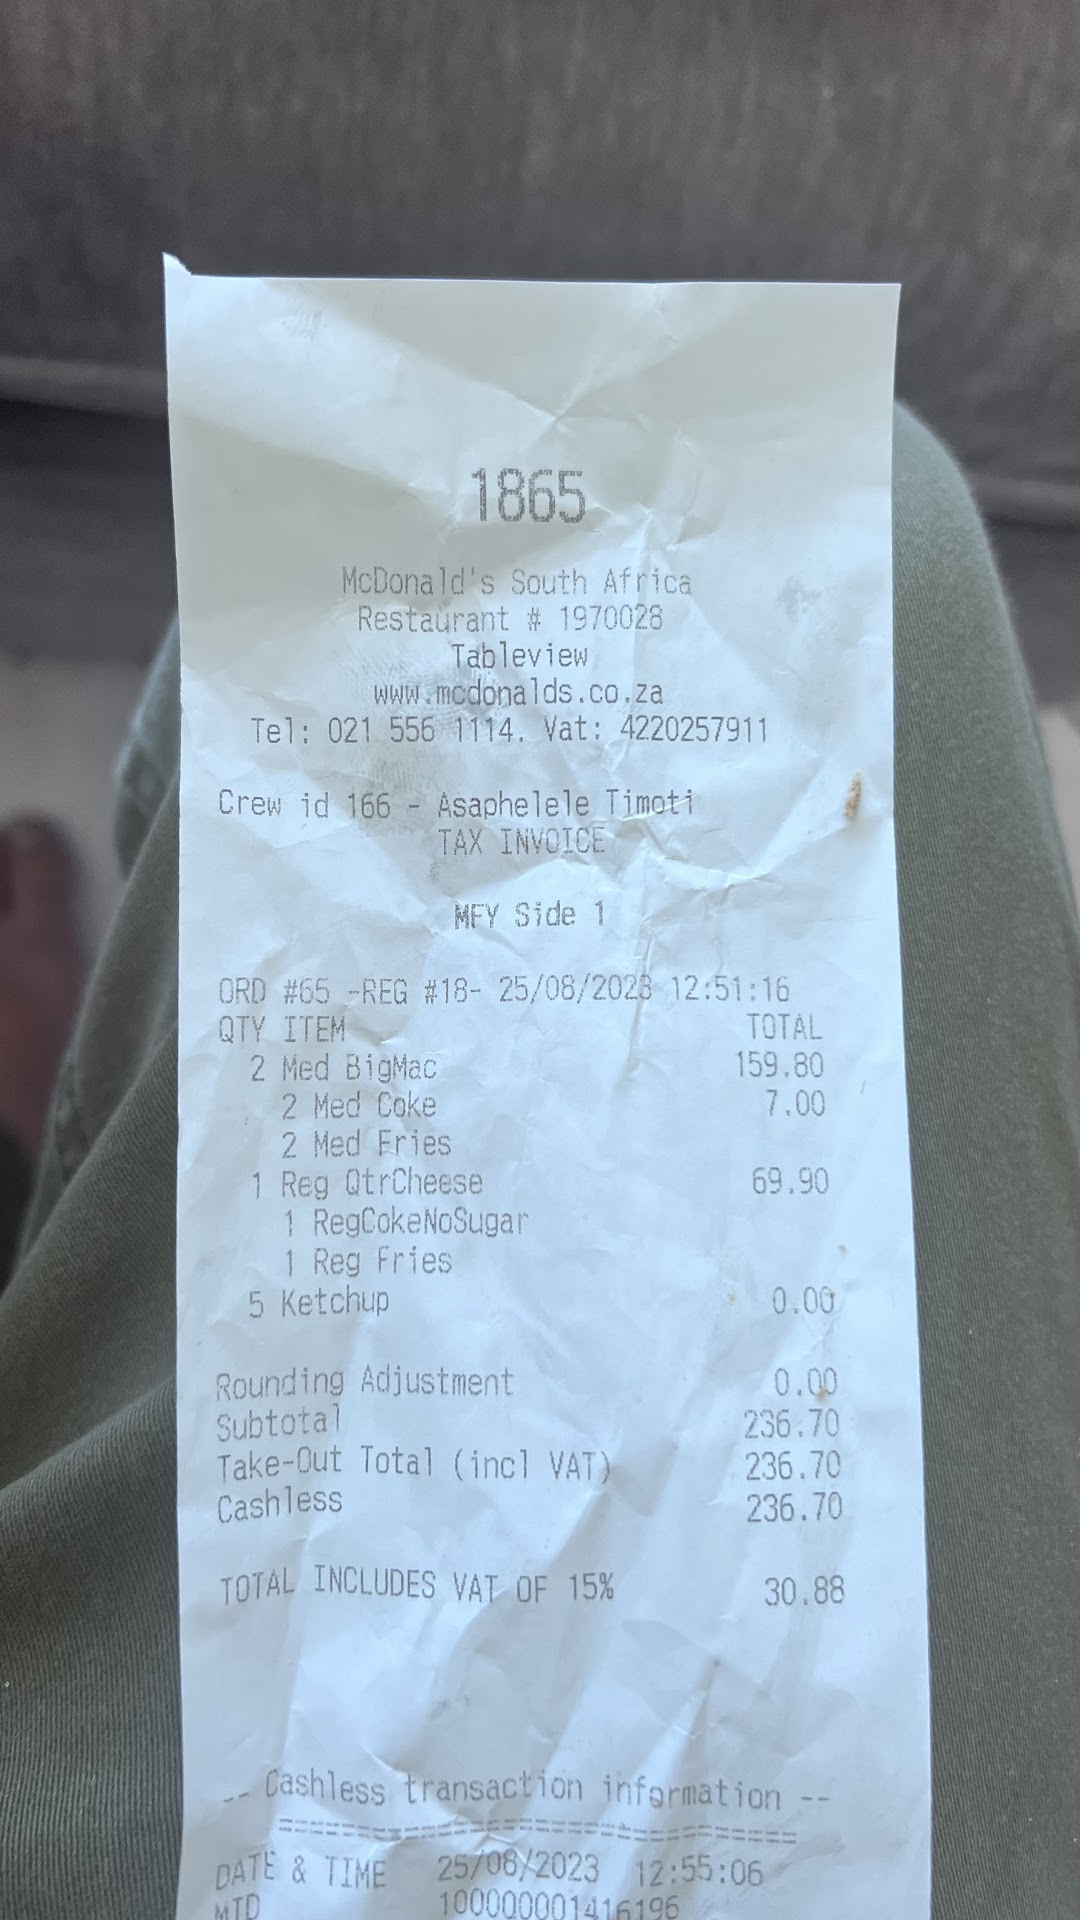 1865
McDonald's South Africa
Restaurant # 1970028
Tableview
www.mcdonalds.co.za
Tel: 021 556 1114. Vat: 4220257911
Crew id 166 - Asaphelele Timoti
TAX INVOICE
MFY Side 1
ORD #65 -REG #18- 25/08/2023 12:51:16
QTY ITEM TOTAL
2 Med BigMac 159.80
2 Med Coke 7.00
2 Med Fries
1 Reg QtrCheese 69.90
1 RegCokeNoSugar
1 Reg Fries
5 Ketchup 0.00
Rounding Adjustment 0.00
Subtotal 236.70
Take-Out Total (incl VAT) 236.70
Cashless 236.70
TOTAL INCLUDES VAT OF 15% 30.88
-- Cashless transaction information --
==================================
DATE & TIME 25/08/2023 12:55:06
MID 100000001416196